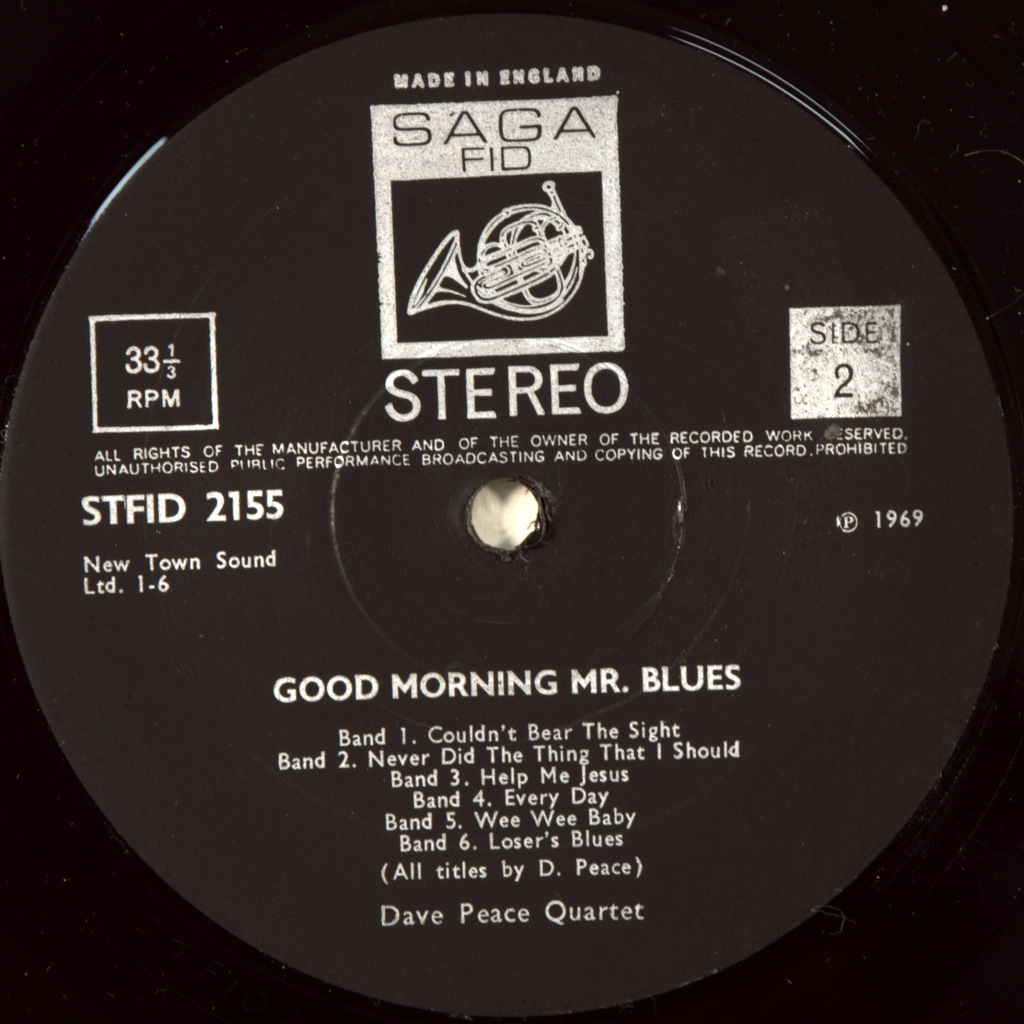 MADE IN ENGLAND
SAGA
FID
33 1/3
RPM
STEREO
SIDE
2
ALL RIGHTS OF THE MANUFACTURER AND OF THE OWNER OF THE RECORDED WORK ESERVED.
UNAUTHORISED PUBLIC PERFORMANCE BROADCASTING AND COPYING OF THIS RECORD.PROHIBITED
STFID 2155
℗ 1969
New Town Sound
Ltd. 1-6
GOOD MORNING MR. BLUES
Band 1. Couldn't Bear The Sight
Band 2. Never Did The Thing That I Should
Band 3. Help Me Jesus
Band 4. Every Day
Band 5. Wee Wee Baby
Band 6. Loser's Blues
(All titles by D. Peace)
Dave Peace Quartet